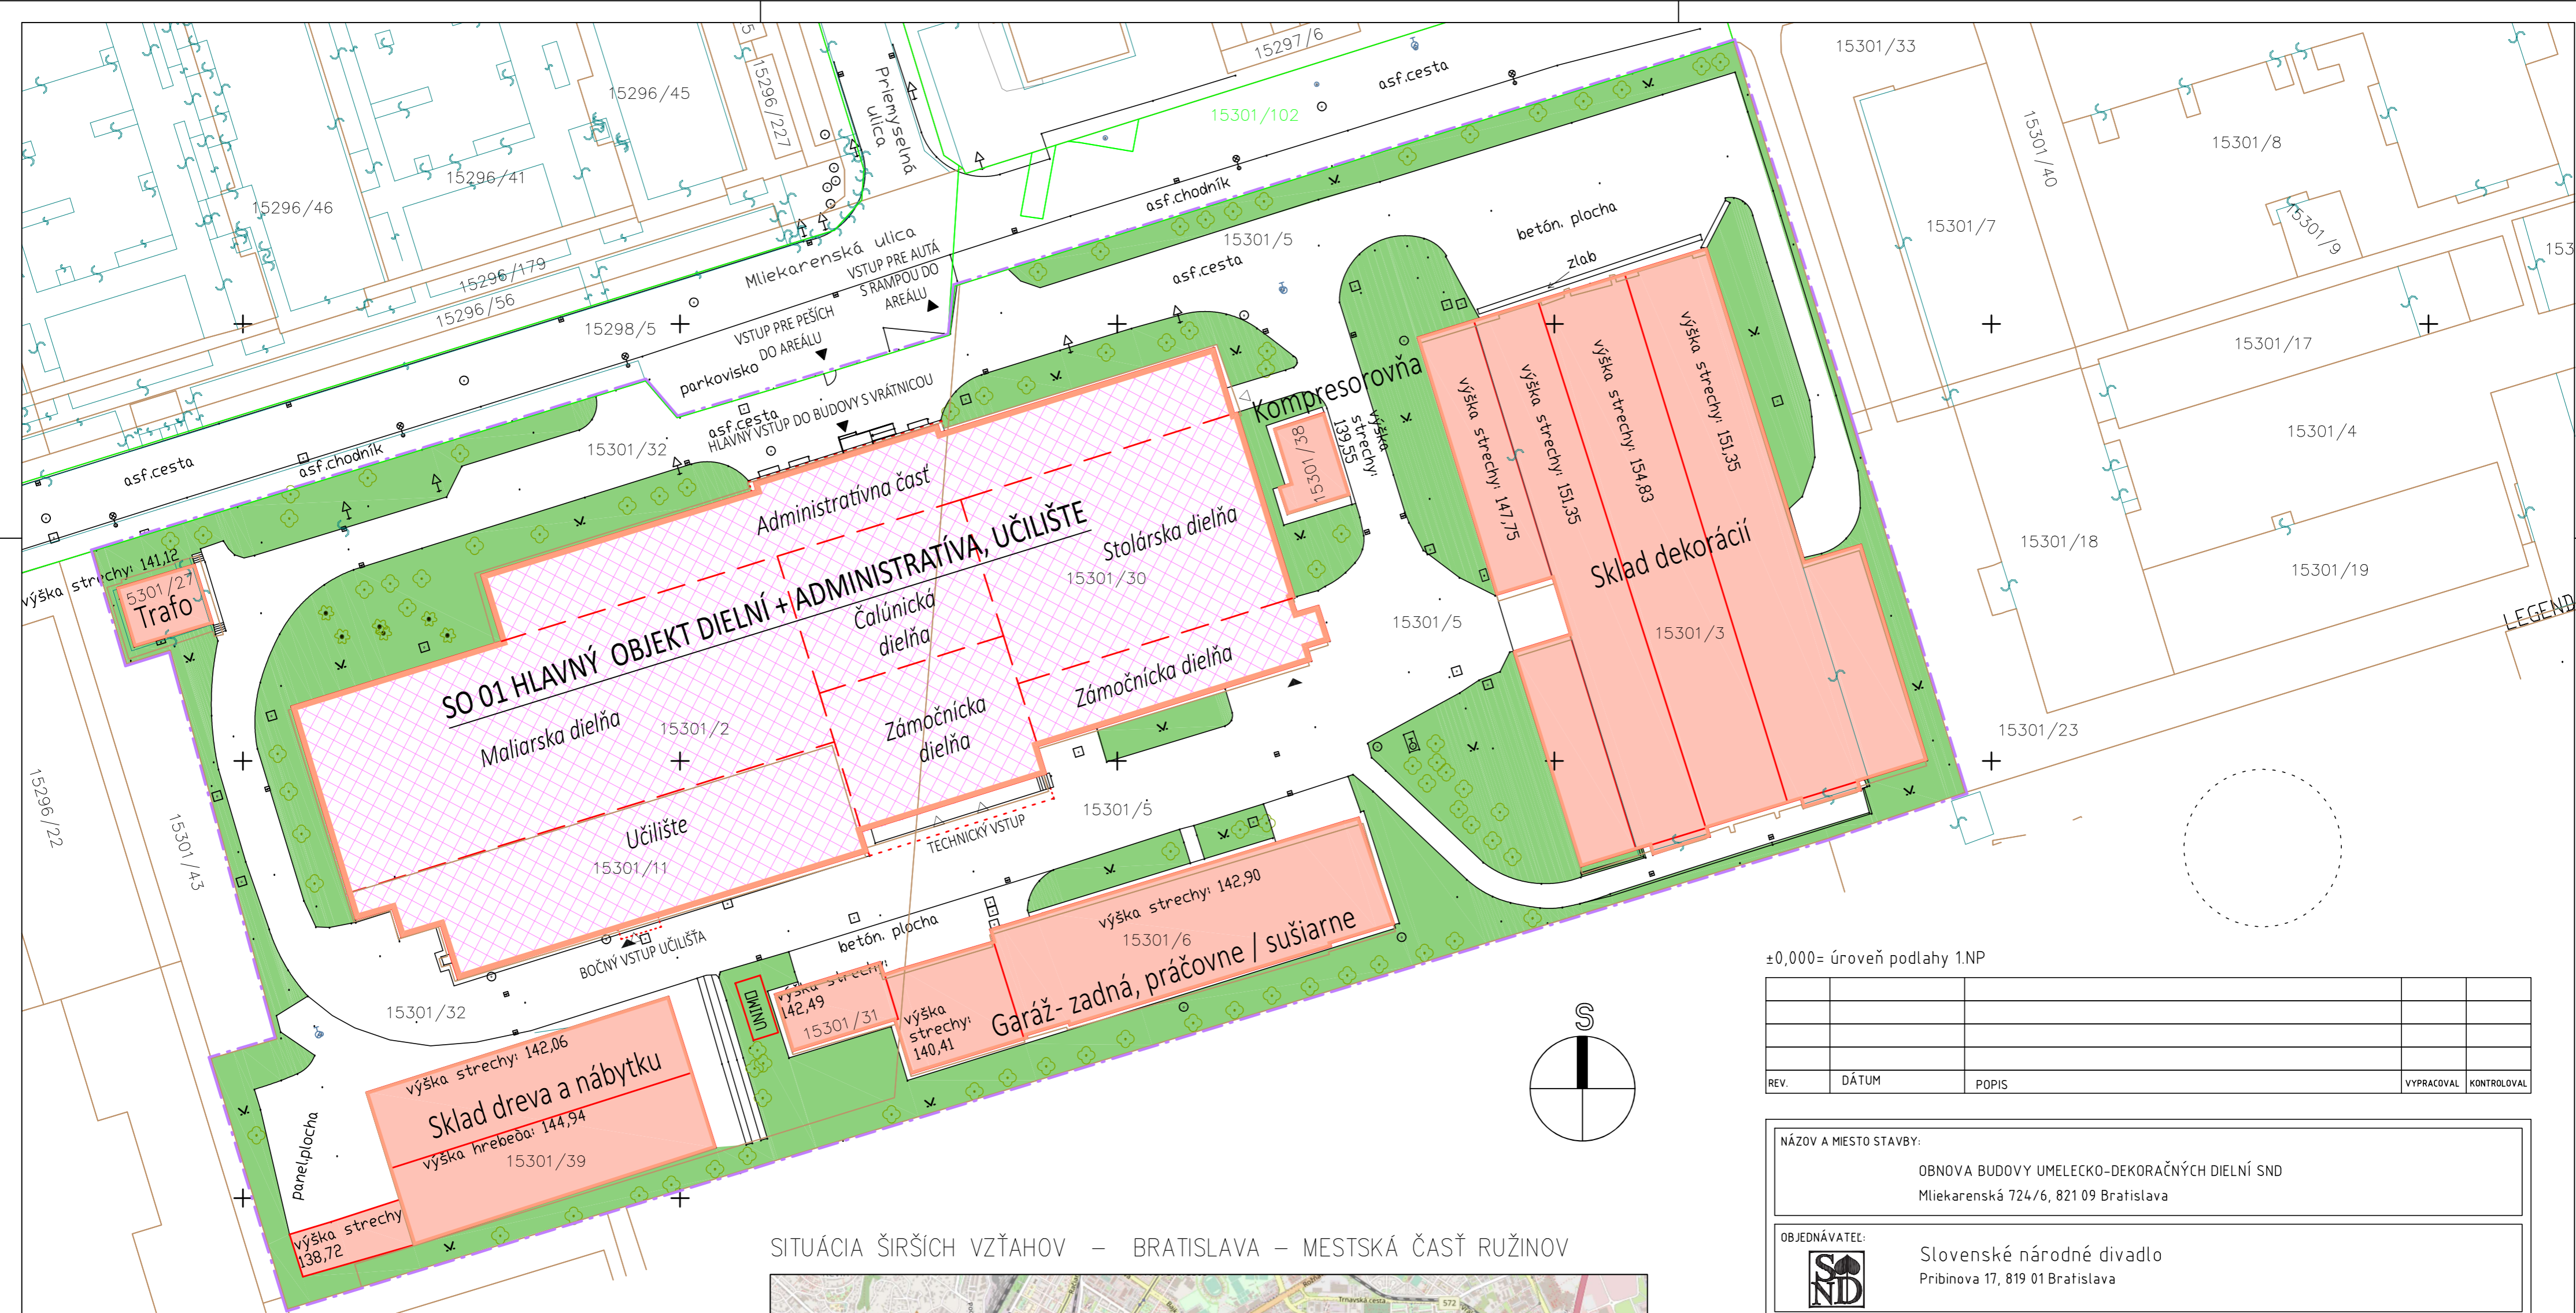 15296/45
15296/227
15296/41
15296/46
15296/179
15296/56
Priemyselná
ulica
15297/6
asf.cesta
15301/102
asf.chodník
15301/33
15301/40
15301/8
15301/7
15301/9
15301/17
15301/4
15301/18
15301/19
15301/23
LEGEND
Mliekarenská ulica
VSTUP PRE AUTÁ
S RAMPOU DO
AREÁLU
15298/5
VSTUP PRE PEŠÍCH
DO AREÁLU
parkovisko
15301/5
asf.cesta
betón. plocha
zlab
asf.cesta
HLAVNÝ VSTUP DO BUDOVY S VRÁTNICOU
15301/32
asf.cesta
asf.chodník
Kompresorovňa
15301/38
výška
strechy:
139,55
výška strechy: 147,75
výška strechy: 151,35
výška strechy: 154,83
výška strechy: 151,35
Sklad dekorácií
15301/3
15301/5
výška strechy: 141,12
5301/27
Trafo
Administratívna časť
SO 01 HLAVNÝ OBJEKT DIELNÍ + ADMINISTRATÍVA, UČILIŠTE
Stolárska dielňa
15301/30
Čalúnická
dielňa
Zámočnícka dielňa
Zámočnícka
dielňa
Maliarska dielňa
15301/2
Učilište
15301/11
TECHNICKÝ VSTUP
15301/5
BOČNÝ VSTUP UČILIŠŤA
betón. plocha
15296/22
15301/43
15301/32
UNIMO
výška strechy:
142,49
15301/31
výška
strechy:
140,41
výška strechy: 142,90
15301/6
Garáž- zadná, práčovne / sušiarne
výška strechy: 142,06
Sklad dreva a nábytku
výška hrebeňa: 144,94
15301/39
panel.plocha
výška strechy
138,72
S
±0,000= úroveň podlahy 1.NP
REV. DÁTUM POPIS VYPRACOVAL KONTROLOVAL
NÁZOV A MIESTO STAVBY:
OBNOVA BUDOVY UMELECKO-DEKORAČNÝCH DIELNÍ SND
Mliekarenská 724/6, 821 09 Bratislava
OBJEDNÁVATEĽ:
SND
Slovenské národné divadlo
Pribinova 17, 819 01 Bratislava
SITUÁCIA ŠIRŠÍCH VZŤAHOV – BRATISLAVA – MESTSKÁ ČASŤ RUŽINOV
Trnavská cesta
572